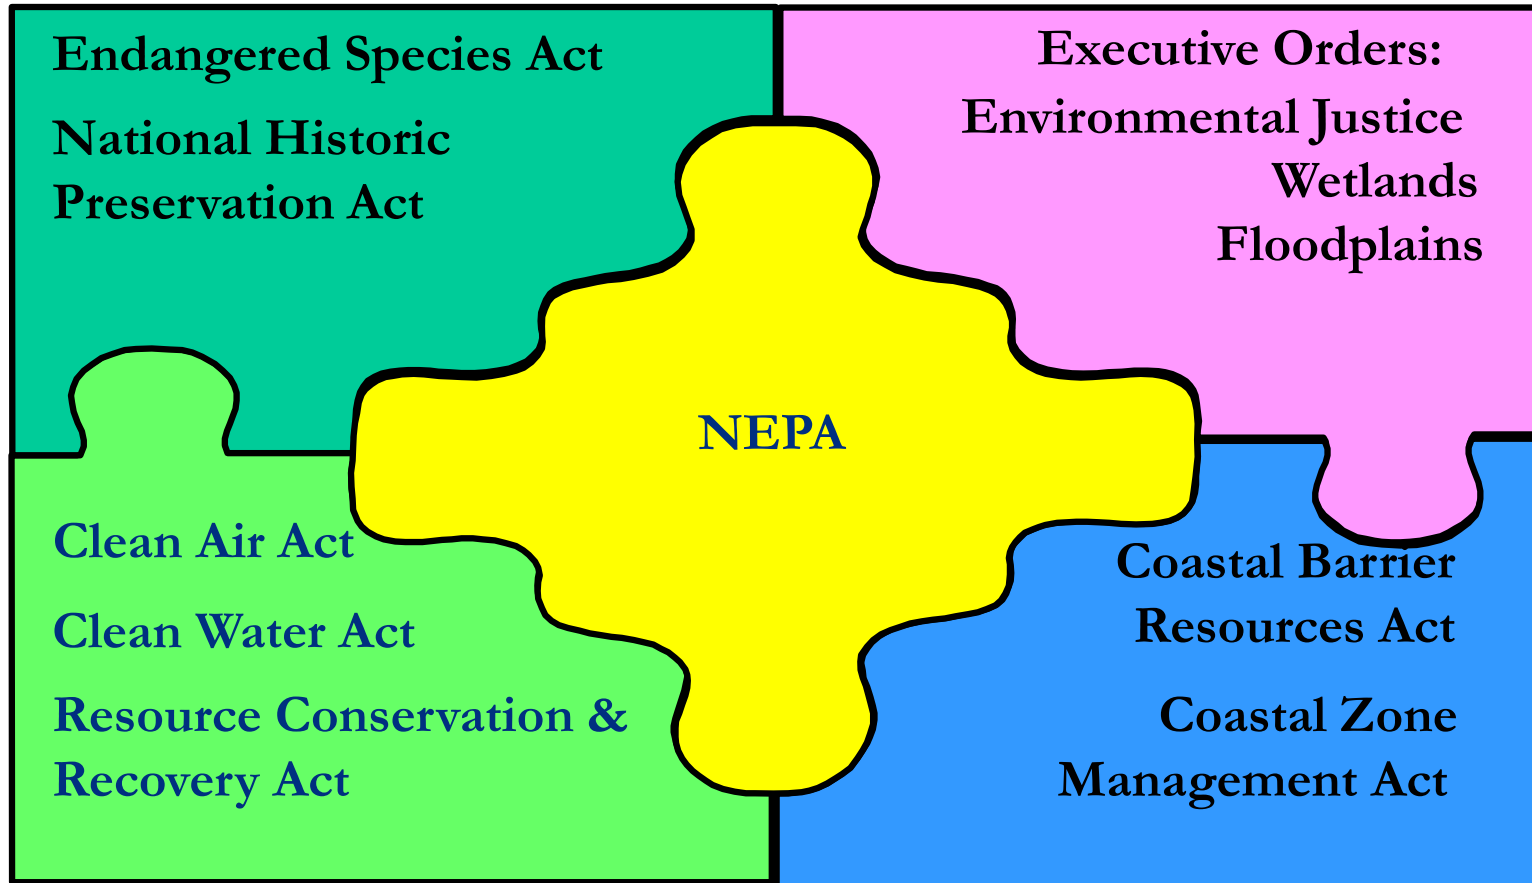 Endangered Species Act
National Historic
Preservation Act
Executive Orders:
Environmental Justice
Wetlands
Floodplains
NEPA
Clean Air Act
Clean Water Act
Resource Conservation &
Recovery Act
Coastal Barrier
Resources Act
Coastal Zone
Management Act